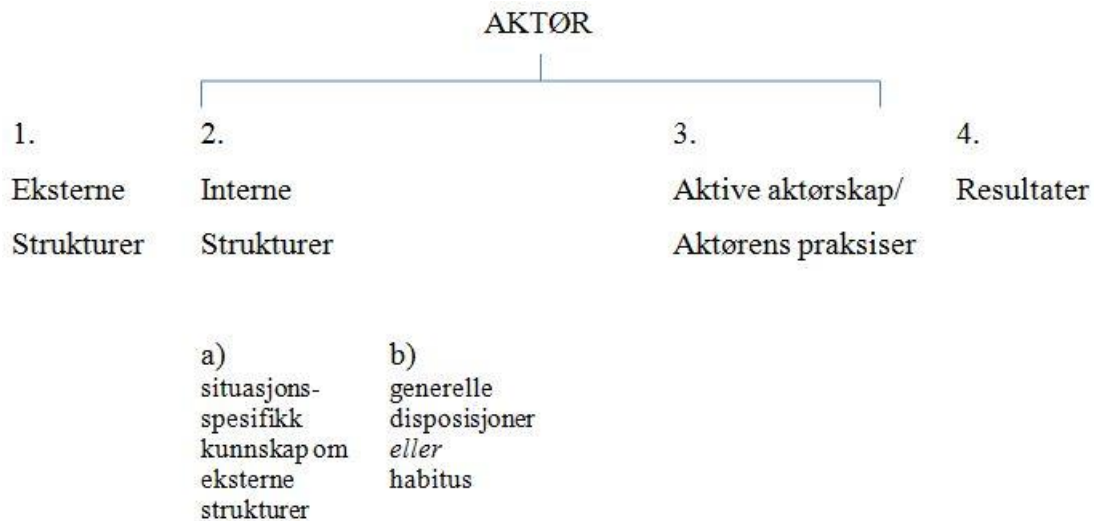 AKTØR
1.
Eksterne
Strukturer
2.
Interne
Strukturer
3.
Aktive aktørskap/
Aktørens praksiser
4.
Resultater
a)
situasjons-
spesifikk
kunnskap om
eksterne
strukturer
b)
generelle
disposisjoner
eller
habitus